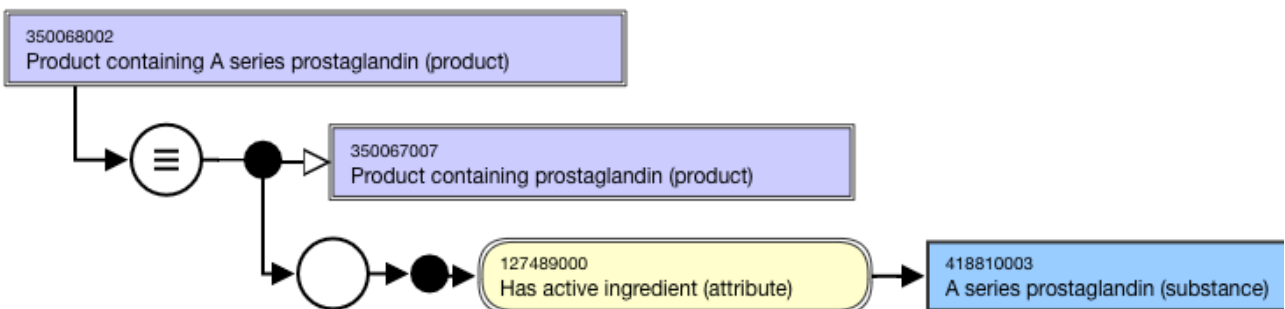 350068002
Product containing A series prostaglandin (product)
350067007
Product containing prostaglandin (product)
127489000
Has active ingredient (attribute)
418810003
A series prostaglandin (substance)